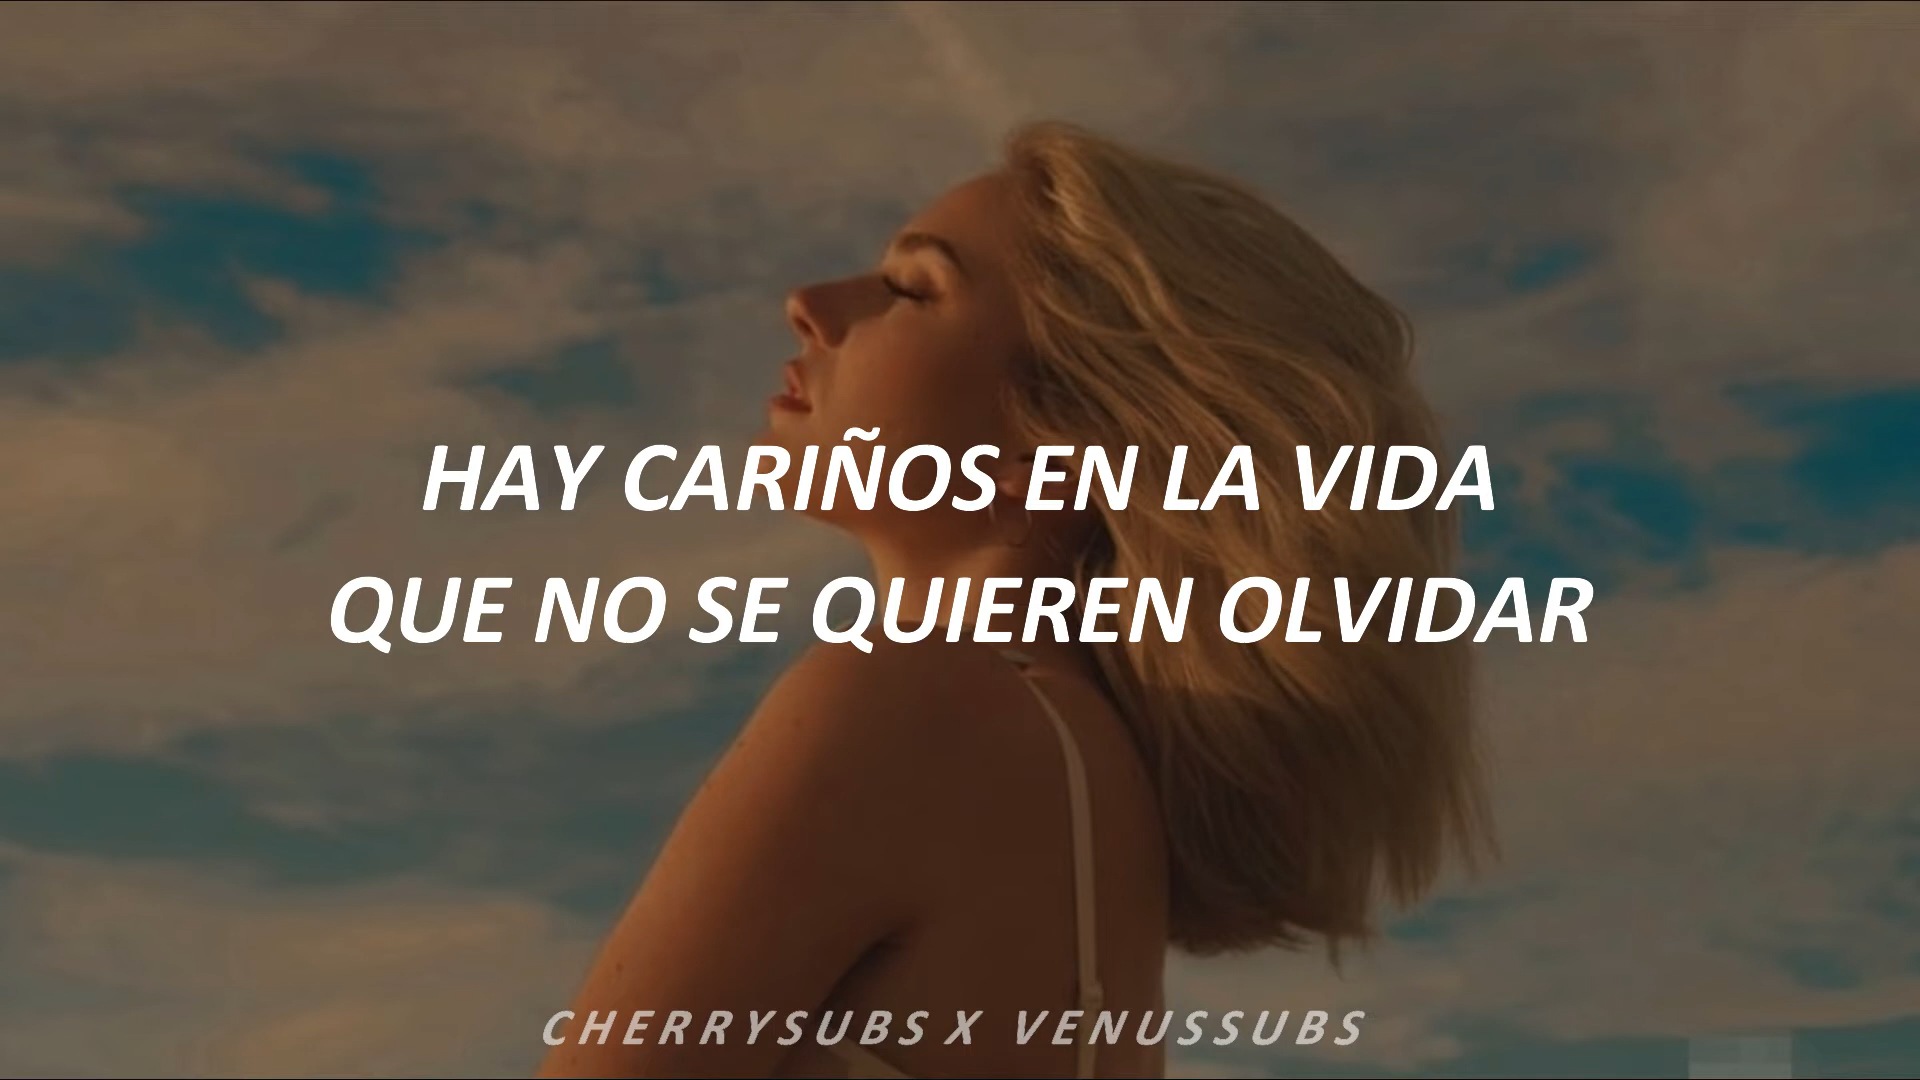 HAY CARIÑOS EN LA VIDA
QUE NO SE QUIEREN OLVIDAR
CHERRYSUBS X VENUSSUBS